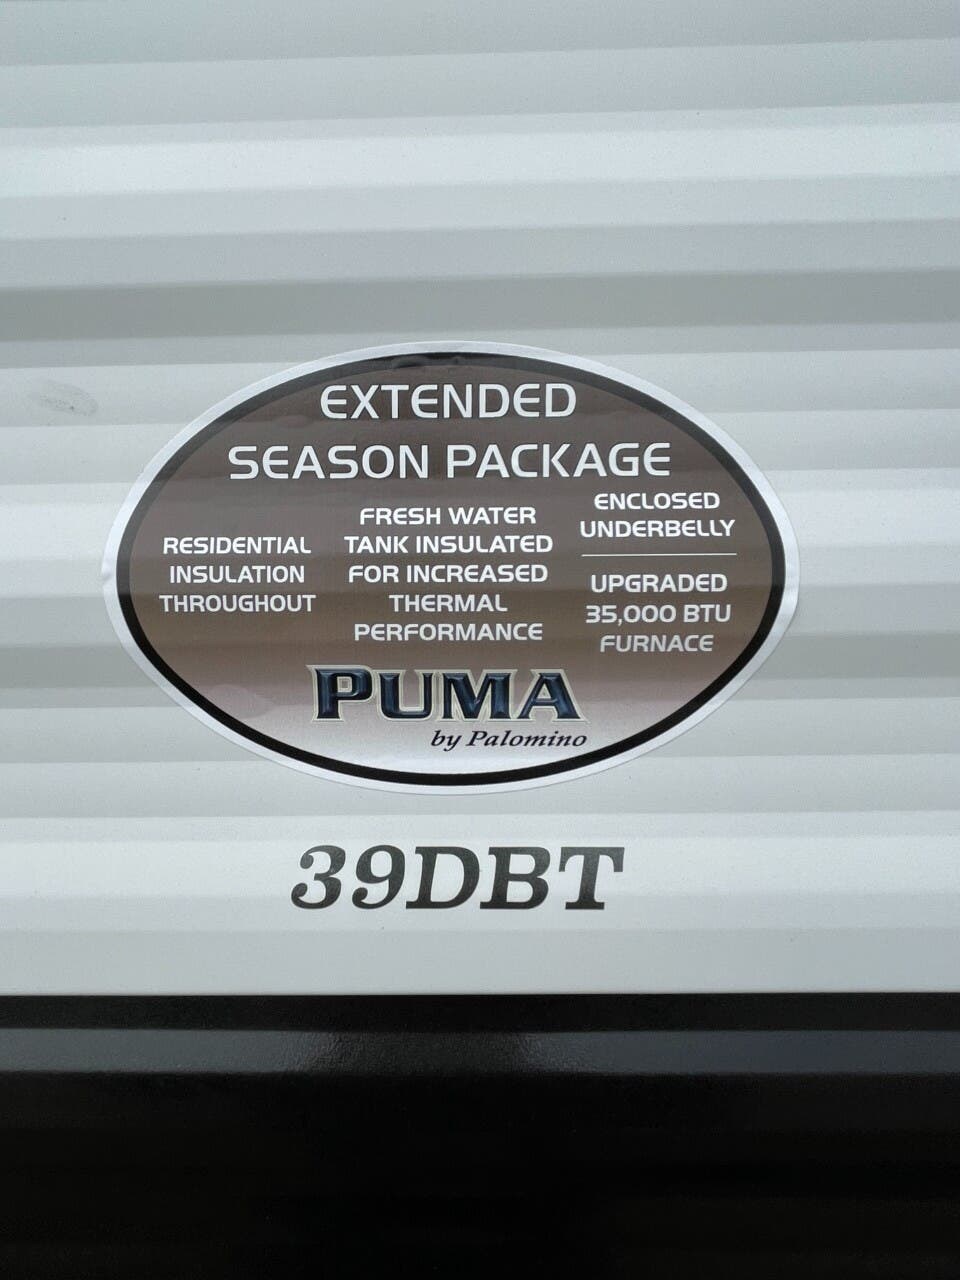 EXTENDED
SEASON PACKAGE
RESIDENTIAL
INSULATION
THROUGHOUT
FRESH WATER
TANK INSULATED
FOR INCREASED
THERMAL
PERFORMANCE
ENCLOSED
UNDERBELLY
UPGRADED
35,000 BTU
FURNACE
PUMA
by Palomino
39DBT